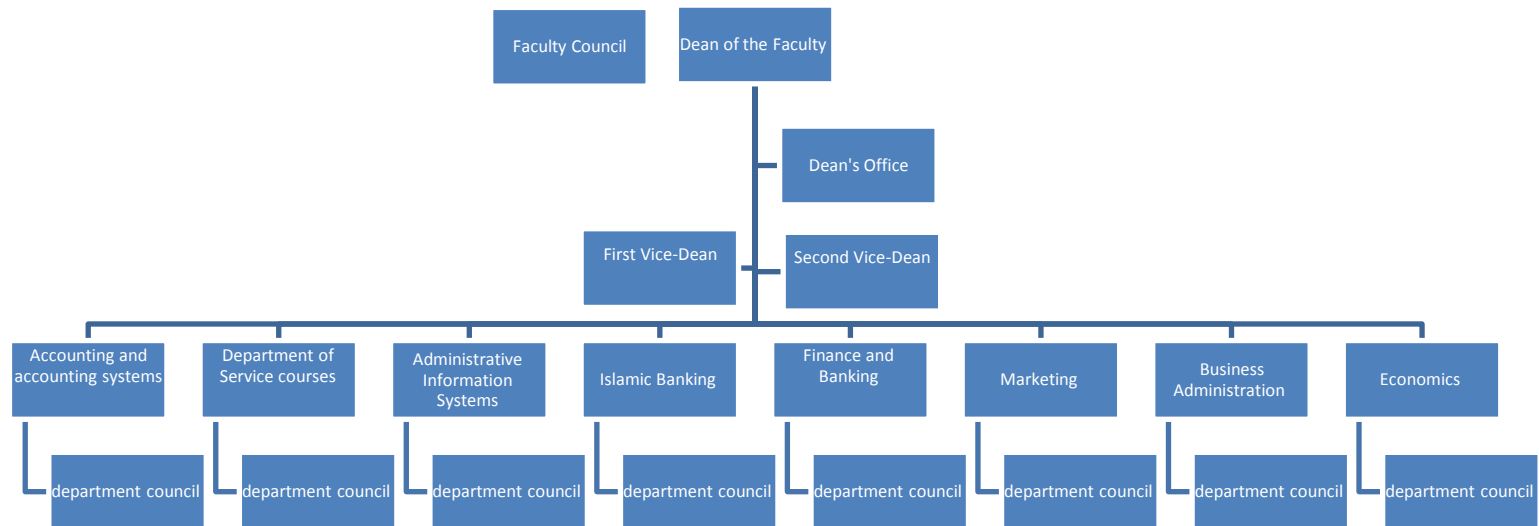 Faculty Council
Dean of the Faculty
Dean's Office
First Vice-Dean
Second Vice-Dean
Accounting and
accounting systems
Department of
Service courses
Administrative
Information
Systems
Islamic Banking
Finance and
Banking
Marketing
Business
Administration
Economics
department council
department council
department council
department council
department council
department council
department council
department council